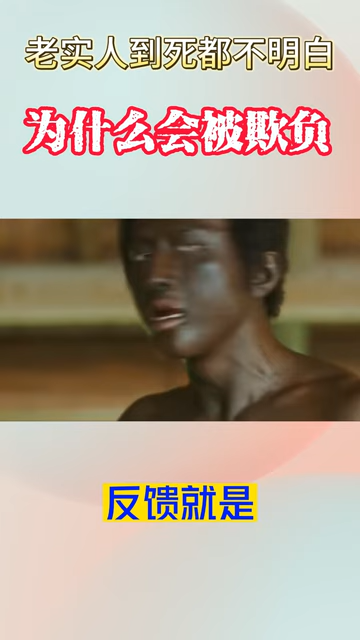 老实人到死都不明白
为什么会被欺负
反馈就是